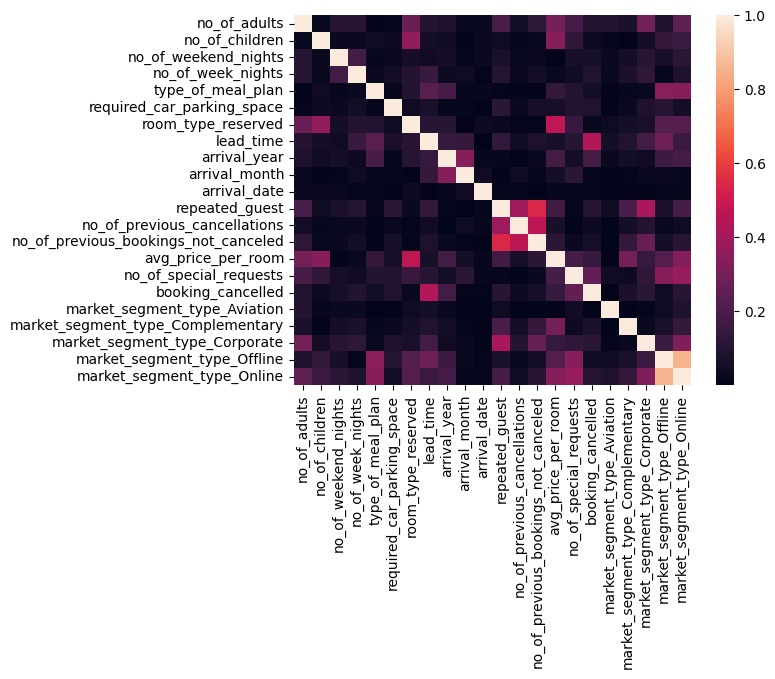 no_of_adults
no_of_children
no_of_weekend_nights
no_of_week_nights
type_of_meal_plan
required_car_parking_space
room_type_reserved
lead_time
arrival_year
arrival_month
arrival_date
repeated_guest
no_of_previous_cancellations
no_of_previous_bookings_not_canceled
avg_price_per_room
no_of_special_requests
booking_cancelled
market_segment_type_Aviation
market_segment_type_Complementary
market_segment_type_Corporate
market_segment_type_Offline
market_segment_type_Online
no_of_adults
no_of_children
no_of_weekend_nights
no_of_week_nights
type_of_meal_plan
required_car_parking_space
room_type_reserved
lead_time
arrival_year
arrival_month
arrival_date
repeated_guest
no_of_previous_cancellations
no_of_previous_bookings_not_canceled
avg_price_per_room
no_of_special_requests
booking_cancelled
market_segment_type_Aviation
market_segment_type_Complementary
market_segment_type_Corporate
market_segment_type_Offline
market_segment_type_Online
1.0
0.8
0.6
0.4
0.2